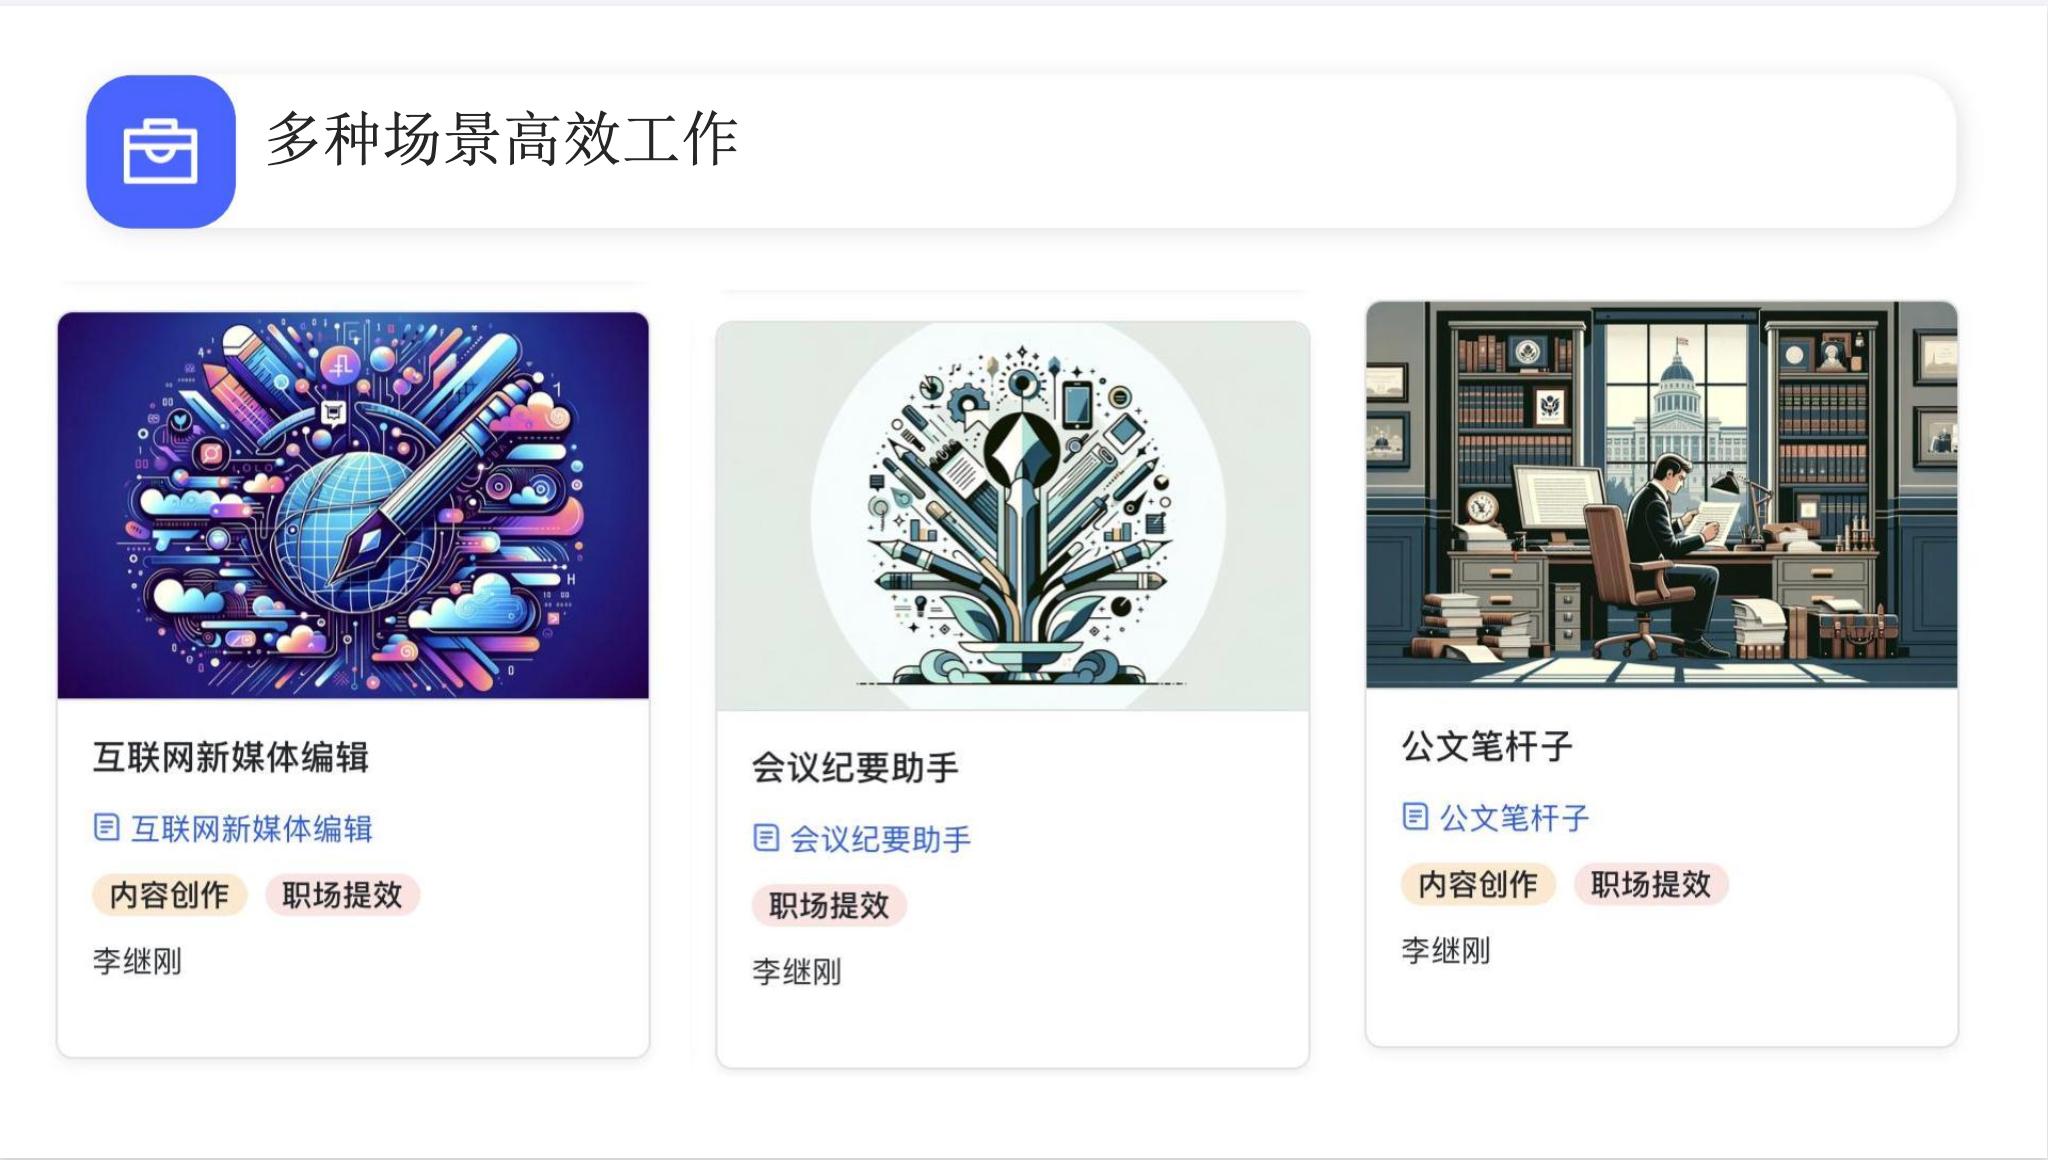 多种场景高效工作
互联网新媒体编辑
互联网新媒体编辑
内容创作 职场提效
李继刚
会议纪要助手
会议纪要助手
职场提效
李继刚
公文笔杆子
公文笔杆子
内容创作 职场提效
李继刚